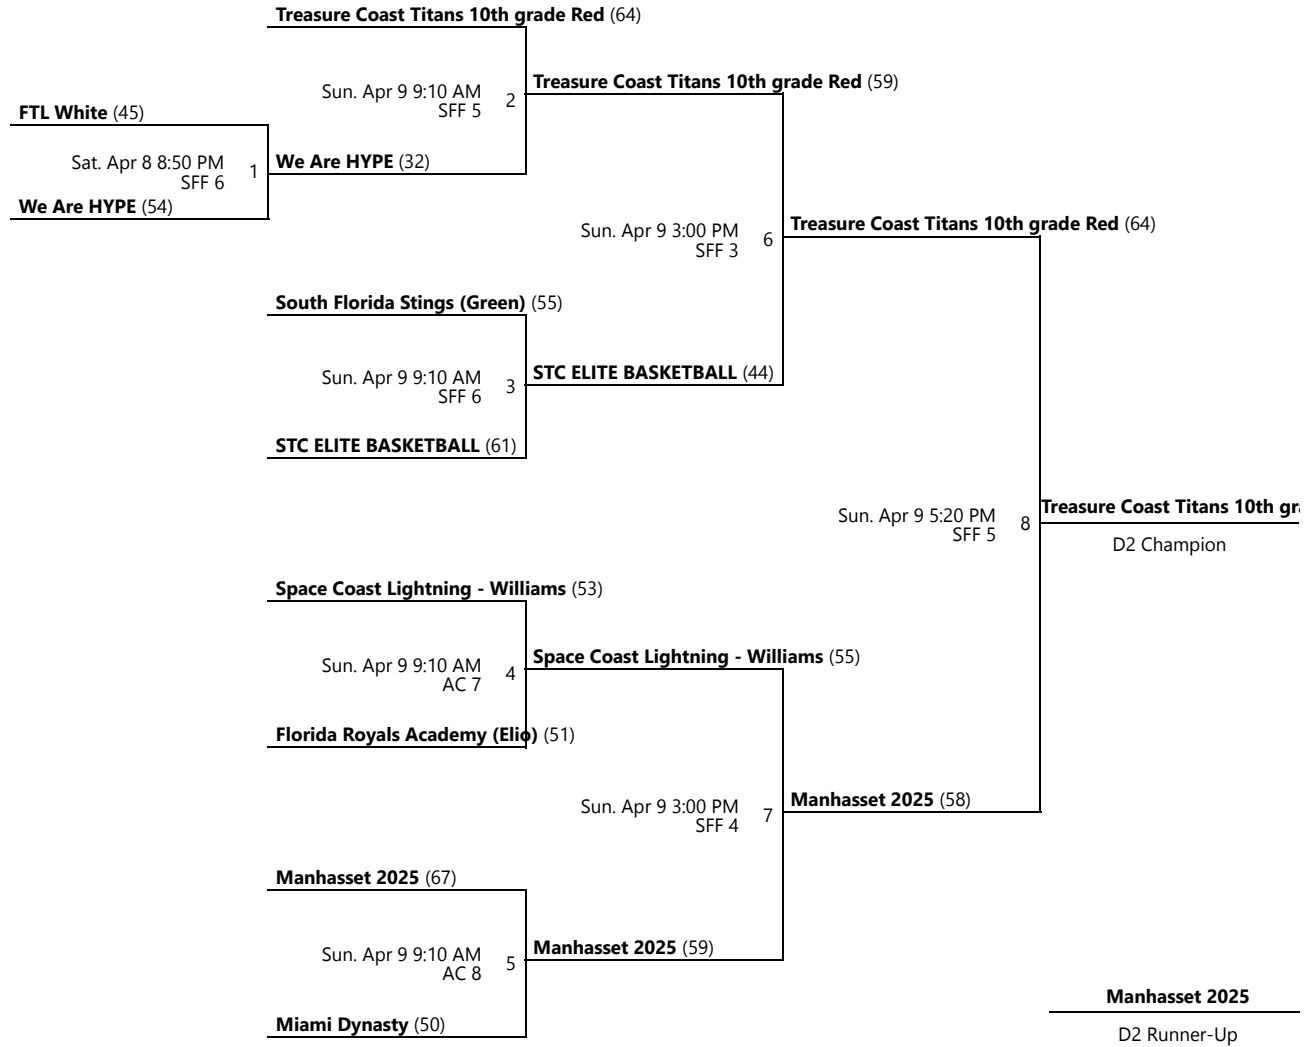 Treasure Coast Titans 10th grade Red (64)
Sun. Apr 9 9:10 AM
SFF 5
2
Treasure Coast Titans 10th grade Red (59)
FTL White (45)
Sat. Apr 8 8:50 PM
SFF 6
1
We Are HYPE (32)
We Are HYPE (54)
Sun. Apr 9 3:00 PM
SFF 3
6
Treasure Coast Titans 10th grade Red (64)
South Florida Stings (Green) (55)
Sun. Apr 9 9:10 AM
SFF 6
3
STC ELITE BASKETBALL (44)
STC ELITE BASKETBALL (61)
Sun. Apr 9 5:20 PM
SFF 5
8
Treasure Coast Titans 10th gra
D2 Champion
Space Coast Lightning - Williams (53)
Sun. Apr 9 9:10 AM
AC 7
4
Space Coast Lightning - Williams (55)
Florida Royals Academy (Elio) (51)
Sun. Apr 9 3:00 PM
SFF 4
7
Manhasset 2025 (58)
Manhasset 2025 (67)
Sun. Apr 9 9:10 AM
AC 8
5
Manhasset 2025 (59)
Miami Dynasty (50)
Manhasset 2025
D2 Runner-Up